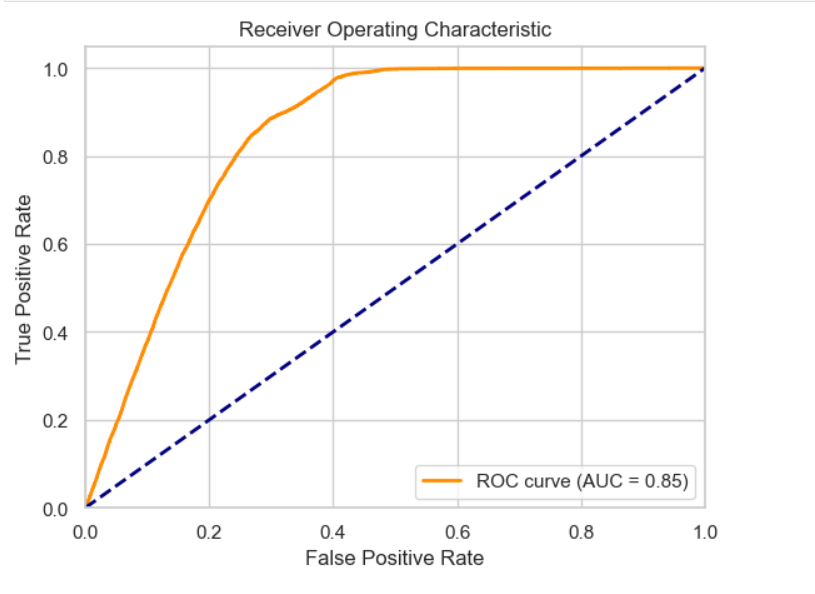 Receiver Operating Characteristic
1.0
0.8
0.6
0.4
0.2
0.0
True Positive Rate
ROC curve (AUC = 0.85)
0.0 0.2 0.4 0.6 0.8 1.0
False Positive Rate